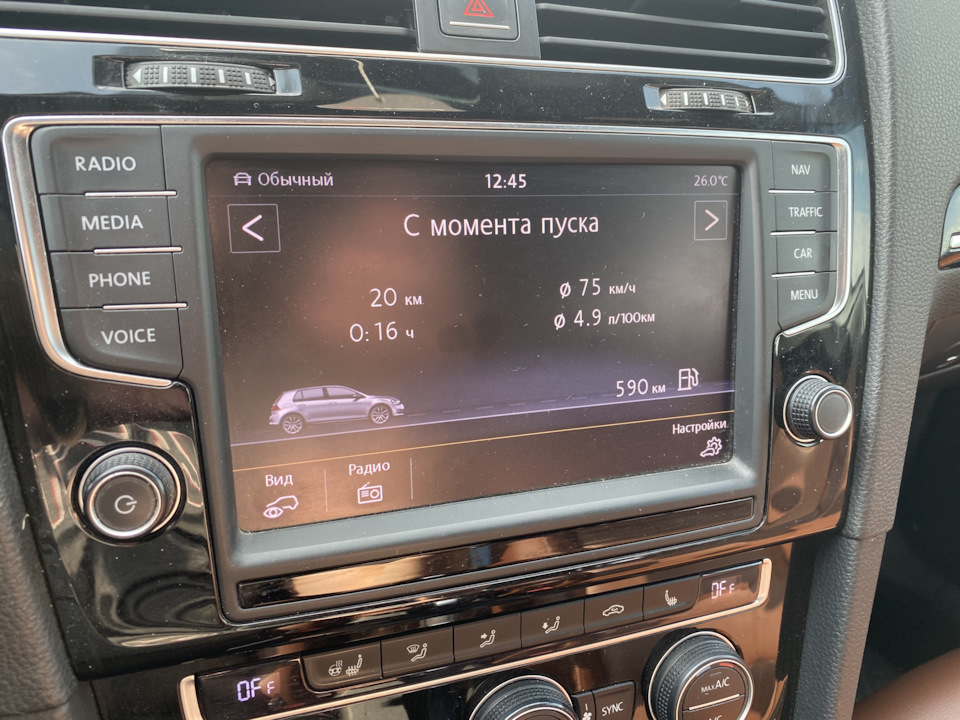 RADIO
MEDIA
PHONE
VOICE
Обычный 12:45 26.0°C
< С момента пуска >
20 км ø 75 км/ч
0:16 ч ø 4.9 л/100км
590 км
Настройки
Вид Радио
NAV
TRAFFIC
CAR
MENU
OFF
OFF
SYNC
MAX A/C
A/C